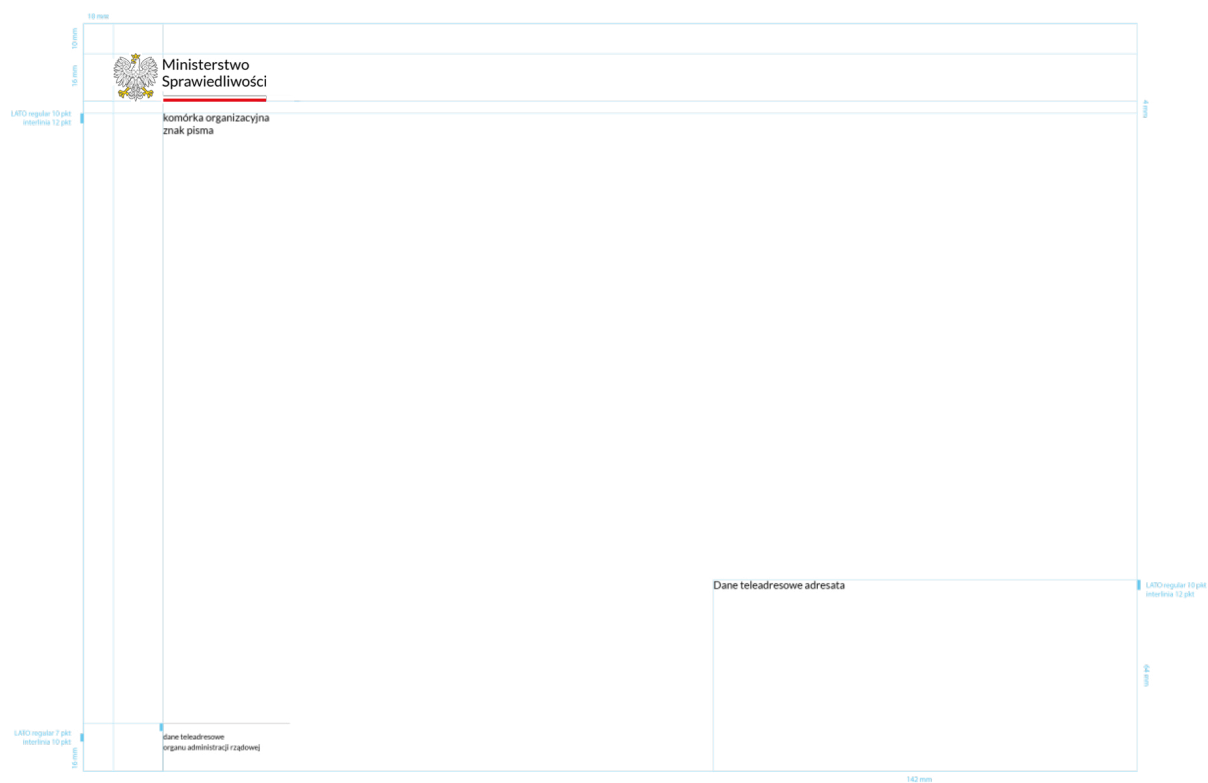 18 mm
10 mm
16 mm
Ministerstwo
Sprawiedliwości
LATO regular 10 pkt
interlinia 12 pkt
komórka organizacyjna
znak pisma
4 mm
Dane teleadresowe adresata
LATO regular 10 pkt
interlinia 12 pkt
64 mm
LATO regular 7 pkt
interlinia 10 pkt
16 mm
dane teleadresowe
organu administracji rządowej
142 mm